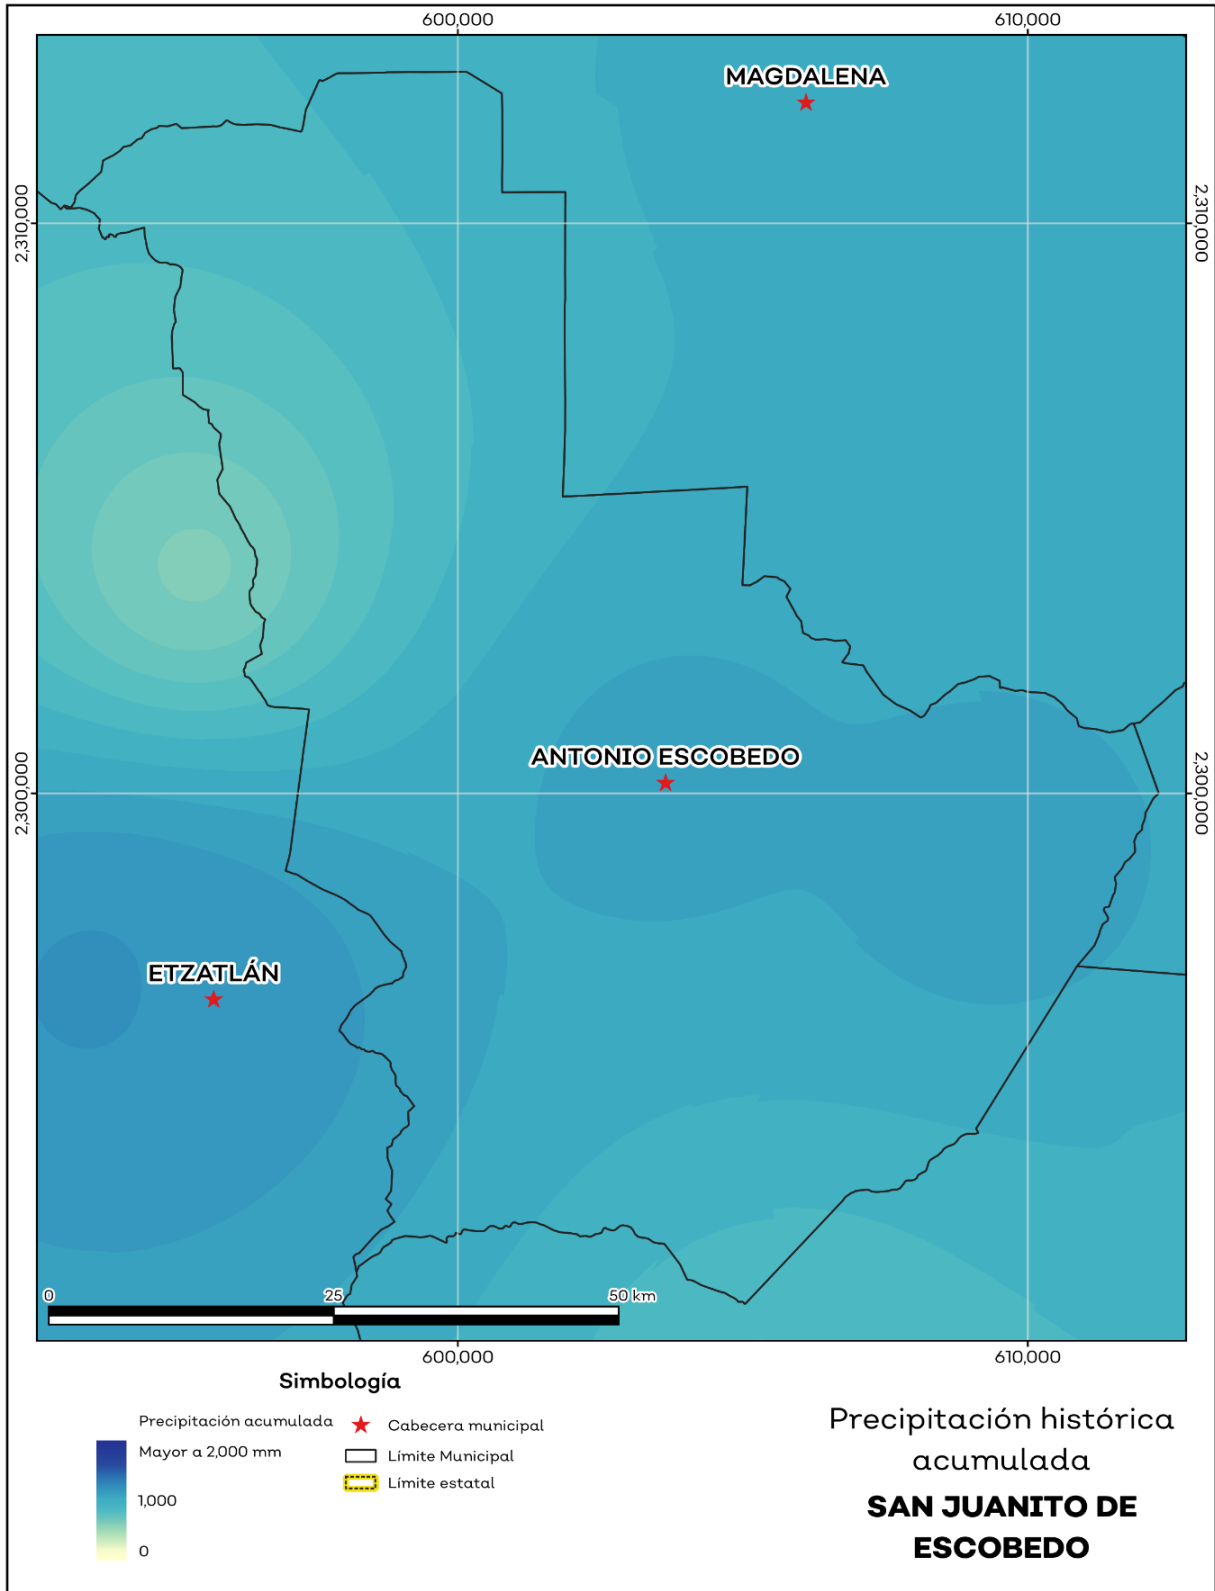 600,000
610,000
MAGDALENA
2,310,000
2,310,000
ANTONIO ESCOBEDO
2,300,000
2,300,000
ETZATLÁN
0
25
50 km
600,000
610,000
Simbología
Precipitación acumulada
Mayor a 2,000 mm
1,000
0
Cabecera municipal
Límite Municipal
Límite estatal
Precipitación histórica
acumulada
SAN JUANITO DE
ESCOBEDO